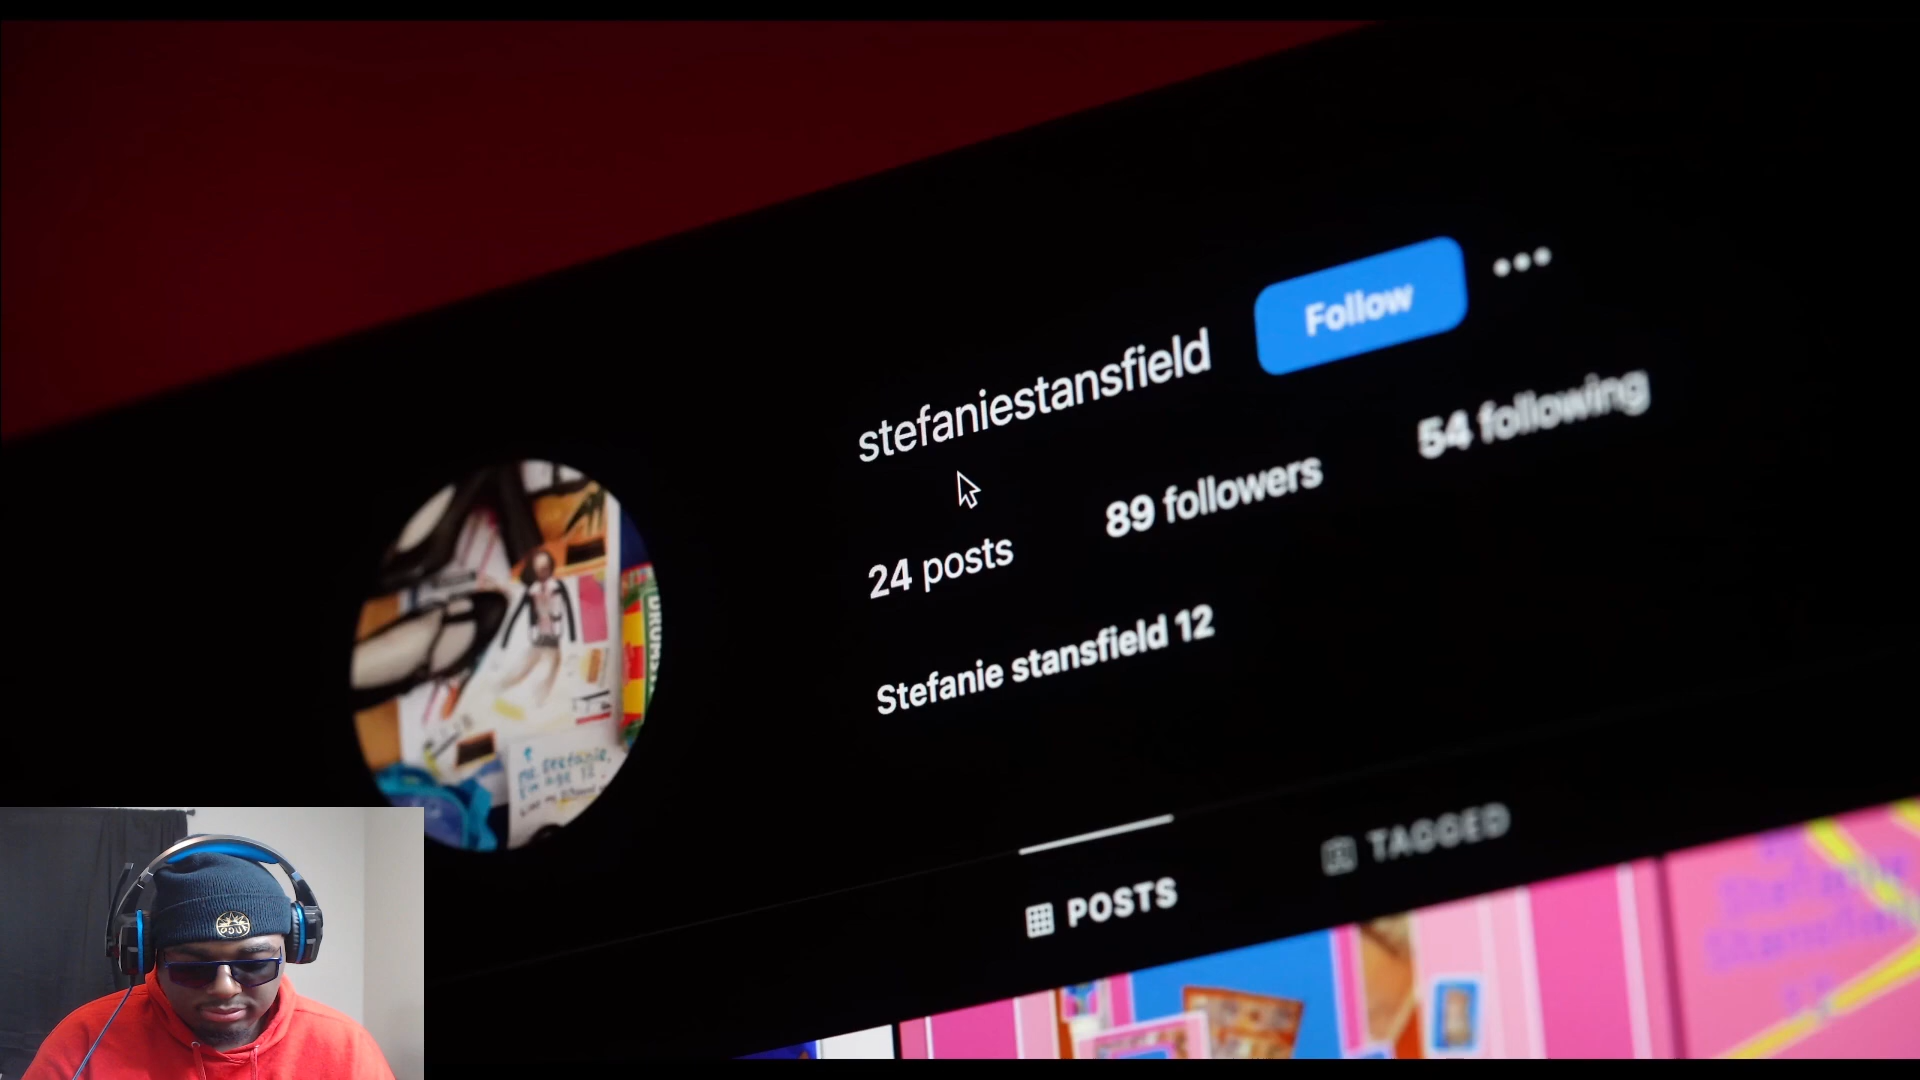 stefaniestansfield
Follow
24 posts
89 followers
54 following
Stefanie stansfield 12
POSTS
TAGGED